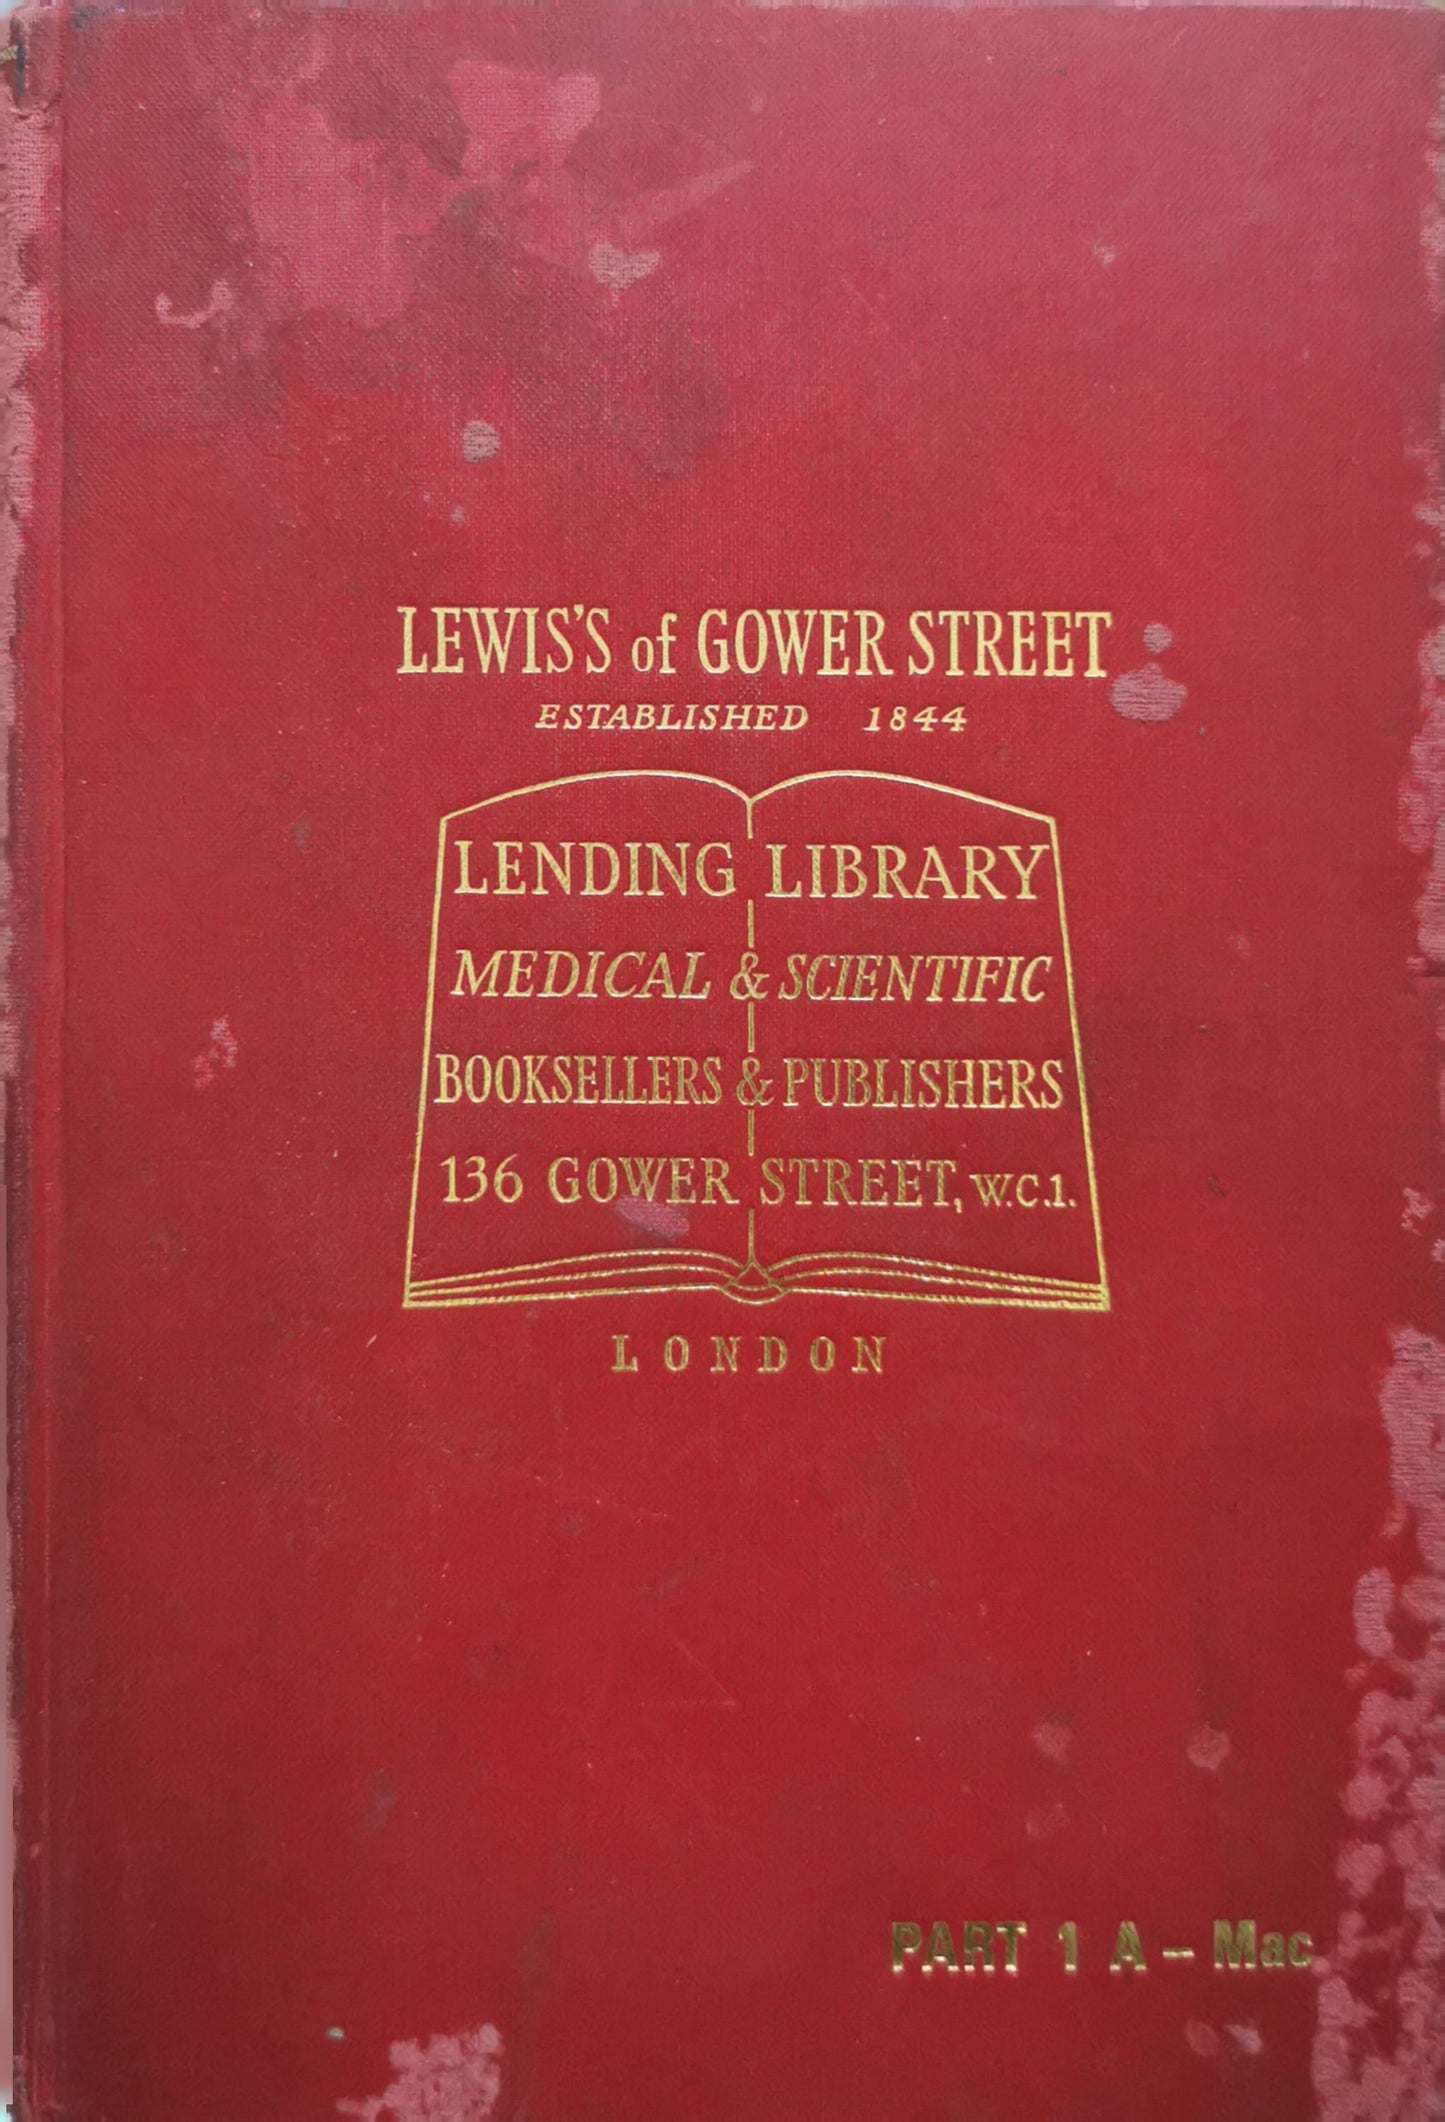 LEWIS'S of GOWER STREET
ESTABLISHED 1844
LENDING LIBRARY
MEDICAL & SCIENTIFIC
BOOKSELLERS & PUBLISHERS
136 GOWER STREET, W.C.1.
LONDON
PART 1 A – Mac